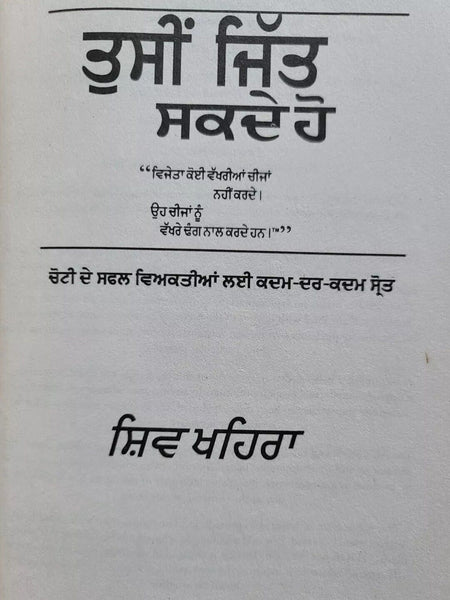 ਤੁਸੀਂ ਜਿੱਤ
ਸਕਦੇ ਹੋ
“ਵਿਜੇਤਾ ਕੋਈ ਵੱਖਰੀਆਂ ਚੀਜਾਂ
ਨਹੀਂ ਕਰਦੇ।
ਉਹ ਚੀਜਾਂ ਨੂੰ
ਵੱਖਰੇ ਢੰਗ ਨਾਲ ਕਰਦੇ ਹਨ।™”
ਚੋਟੀ ਦੇ ਸਫਲ ਵਿਅਕਤੀਆਂ ਲਈ ਕਦਮ-ਦਰ-ਕਦਮ ਸ੍ਰੋਤ
ਸ਼ਿਵ ਖਹਿਰਾ